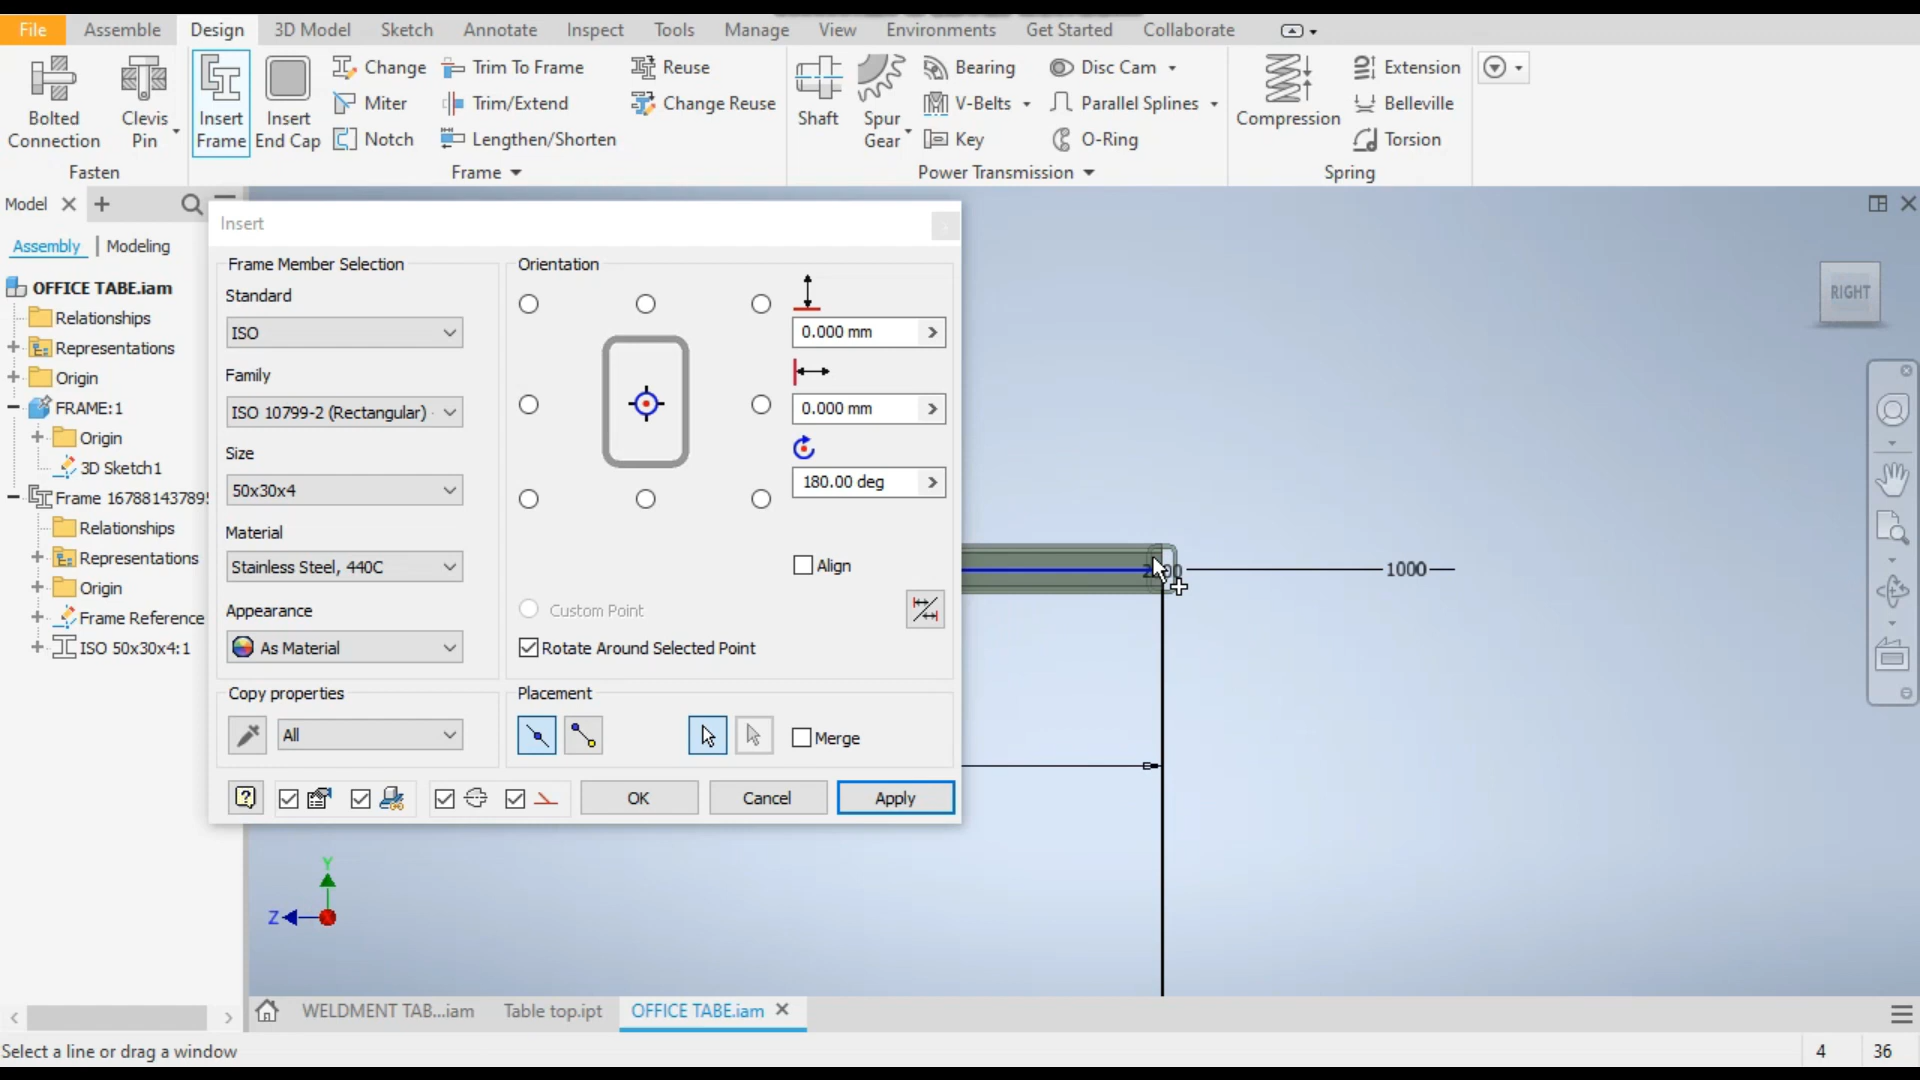 File Assemble Design 3D Model Sketch Annotate Inspect Tools Manage View Environments Get Started Collaborate
Bolted Connection
Clevis Pin
Insert Frame
Insert End Cap
Change
Miter
Notch
Trim To Frame
Trim/Extend
Lengthen/Shorten
Reuse
Change Reuse
Shaft
Spur Gear
Bearing
V-Belts
Key
Disc Cam
Parallel Splines
O-Ring
Compression
Extension
Belleville
Torsion
Fasten
Frame
Power Transmission
Spring
Model
Assembly
Modeling
OFFICE TABE.iam
Relationships
Representations
Origin
FRAME:1
Origin
3D Sketch1
Frame 167881437895
Relationships
Representations
Origin
Frame Reference
ISO 50x30x4:1
Insert
Frame Member Selection
Standard
ISO
Family
ISO 10799-2 (Rectangular)
Size
50x30x4
Material
Stainless Steel, 440C
Appearance
As Material
Copy properties
All
Orientation
0.000 mm
0.000 mm
180.00 deg
Align
Custom Point
Rotate Around Selected Point
Placement
Merge
OK
Cancel
Apply
1000
RIGHT
Y
Z
WELDMENT TAB...iam
Table top.ipt
OFFICE TABE.iam
Select a line or drag a window
4
36